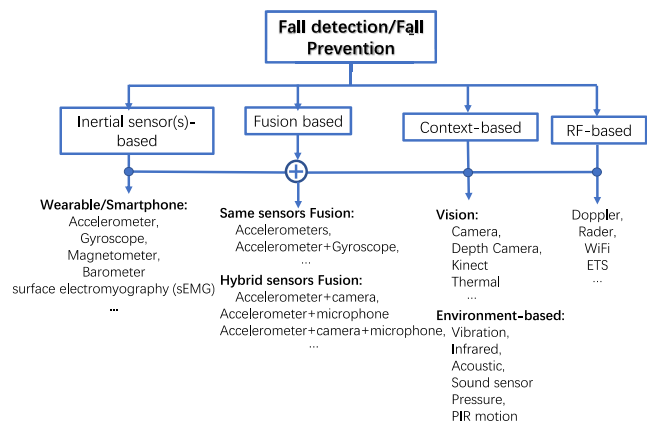 Fall detection/Fall
Prevention
Inertial sensor(s)-
based
Fusion based
Context-based
RF-based
Wearable/Smartphone:
Accelerometer,
Gyroscope,
Magnetometer,
Barometer
surface electromyography (sEMG)
...
Same sensors Fusion:
Accelerometers,
Accelerometer+Gyroscope,
...
Hybrid sensors Fusion:
Accelerometer+camera,
Accelerometer+microphone
Accelerometer+camera+microphone,
...
Vision:
Camera,
Depth Camera,
Kinect
Thermal
...
Environment-based:
Vibration,
Infrared,
Acoustic,
Sound sensor
Pressure,
PIR motion
Doppler,
Rader,
WiFi
ETS
...